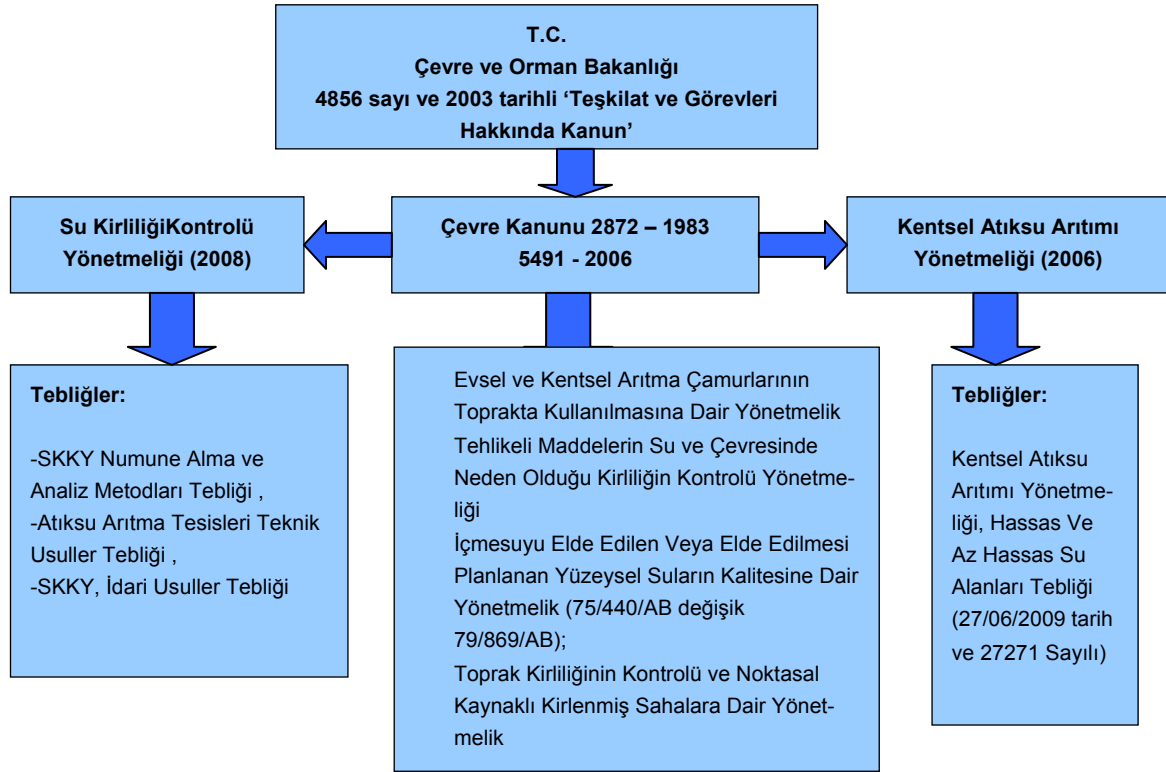 T.C.
Çevre ve Orman Bakanlığı
4856 sayı ve 2003 tarihli ‘Teşkilat ve Görevleri
Hakkında Kanun’
Su KirliliğiKontrolü
Yönetmeliği (2008)
Çevre Kanunu 2872 – 1983
5491 - 2006
Kentsel Atıksu Arıtımı
Yönetmeliği (2006)
Tebliğler:
-SKKY Numune Alma ve
Analiz Metodları Tebliği ,
-Atıksu Arıtma Tesisleri Teknik
Usuller Tebliği ,
-SKKY, İdari Usuller Tebliği
Evsel ve Kentsel Arıtma Çamurlarının
Toprakta Kullanılmasına Dair Yönetmelik
Tehlikeli Maddelerin Su ve Çevresinde
Neden Olduğu Kirliliğin Kontrolü Yönetme-
liği
İçmesuyu Elde Edilen Veya Elde Edilmesi
Planlanan Yüzeysel Suların Kalitesine Dair
Yönetmelik (75/440/AB değişik
79/869/AB);
Toprak Kirliliğinin Kontrolü ve Noktasal
Kaynaklı Kirlenmiş Sahalara Dair Yönet-
melik
Tebliğler:
Kentsel Atıksu
Arıtımı Yönetme-
liği, Hassas Ve
Az Hassas Su
Alanları Tebliği
(27/06/2009 tarih
ve 27271 Sayılı)